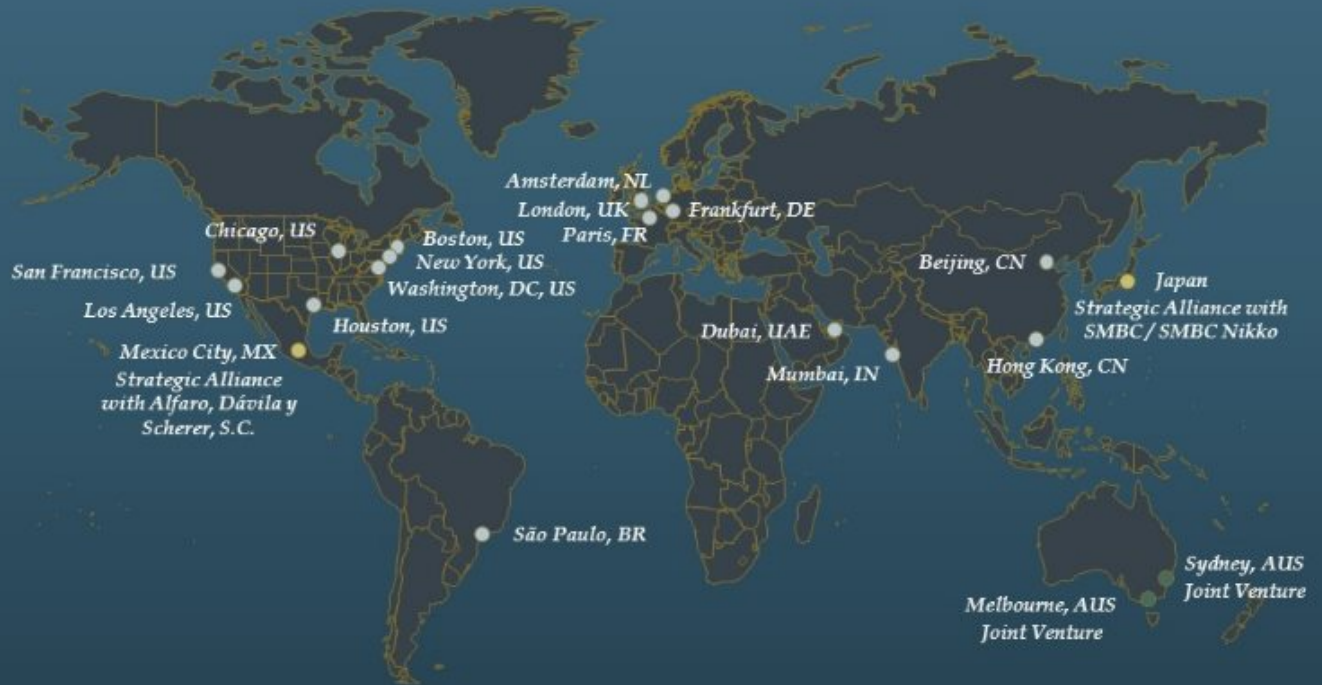 Amsterdam, NL
London, UK
Frankfurt, DE
Paris, FR
Chicago, US
Boston, US
New York, US
Washington, DC, US
San Francisco, US
Los Angeles, US
Houston, US
Mexico City, MX
Strategic Alliance
with Alfaro, Dávila y
Scherer, S.C.
Beijing, CN
Japan
Strategic Alliance with
SMBC / SMBC Nikko
Dubai, UAE
Mumbai, IN
Hong Kong, CN
São Paulo, BR
Sydney, AUS
Joint Venture
Melbourne, AUS
Joint Venture